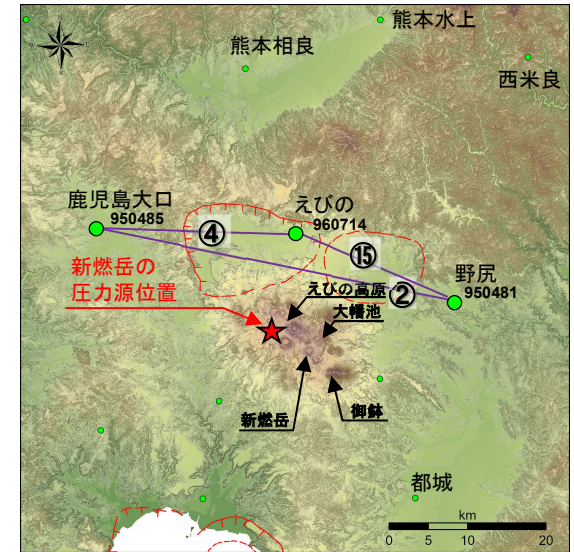 熊本水上
熊本相良
西米良
鹿児島大口
950485
えびの
960714
④
⑮
野尻
950481
②
新燃岳の
圧力源位置
えびの高原
大幡池
新燃岳
御鉢
都城
km
0 5 10 20